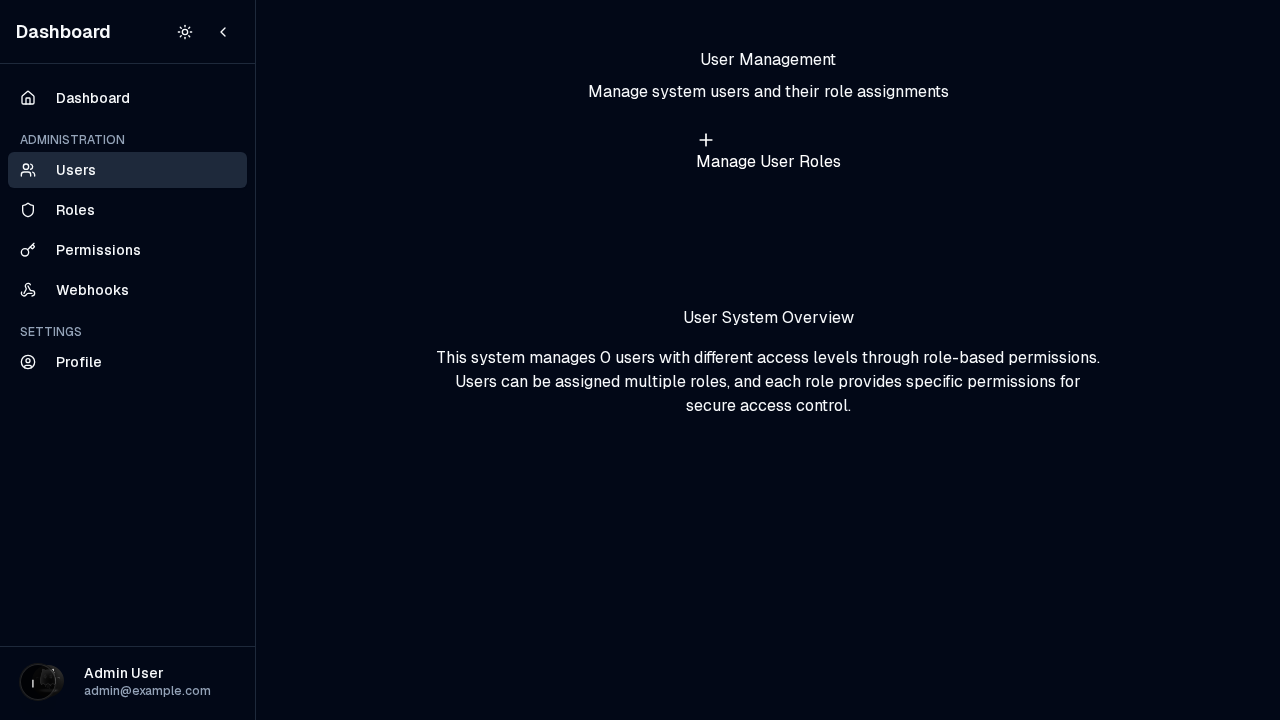 Dashboard
Dashboard
ADMINISTRATION
Users
Roles
Permissions
Webhooks
SETTINGS
Profile
Admin User
admin@example.com
User Management
Manage system users and their role assignments
Manage User Roles
User System Overview
This system manages 0 users with different access levels through role-based permissions.
Users can be assigned multiple roles, and each role provides specific permissions for
secure access control.